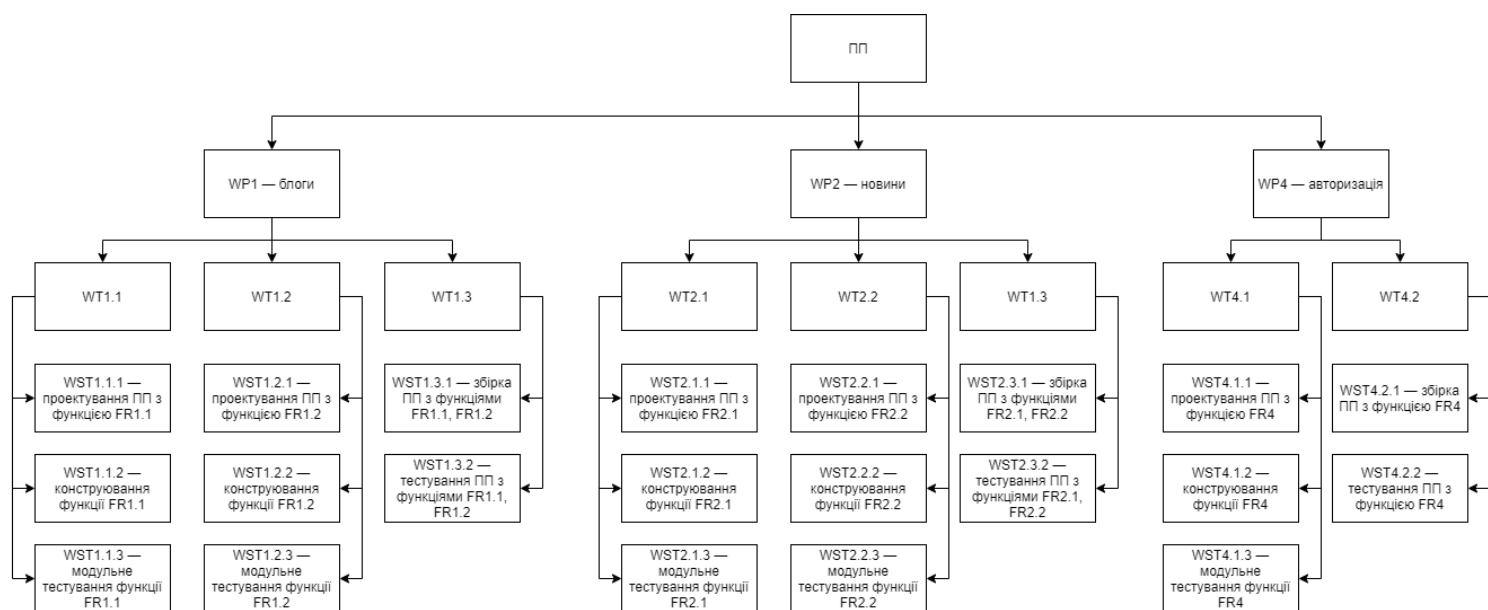 ПП
WP1 — блоги
WP2 — новини
WP4 — авторизація
WT1.1
WT1.2
WT1.3
WT2.1
WT2.2
WT1.3
WT4.1
WT4.2
WST1.1.1 —
проектування ПП з
функцією FR1.1
WST1.2.1 —
проектування ПП з
функцією FR1.2
WST1.3.1 — збірка
ПП з функціями
FR1.1, FR1.2
WST2.1.1 —
проектування ПП з
функцією FR2.1
WST2.2.1 —
проектування ПП з
функцією FR2.2
WST2.3.1 — збірка
ПП з функціями
FR2.1, FR2.2
WST4.1.1 —
проектування ПП з
функцією FR4
WST4.2.1 — збірка
ПП з функцією FR4
WST1.1.2 —
конструювання
функції FR1.1
WST1.2.2 —
конструювання
функції FR1.2
WST1.3.2 —
тестування ПП з
функціями FR1.1,
FR1.2
WST2.1.2 —
конструювання
функції FR2.1
WST2.2.2 —
конструювання
функції FR2.2
WST2.3.2 —
тестування ПП з
функціями FR2.1,
FR2.2
WST4.1.2 —
конструювання
функції FR4
WST4.2.2 —
тестування ПП з
функцією FR4
WST1.1.3 —
модульне
тестування функції
FR1.1
WST1.2.3 —
модульне
тестування функції
FR1.2
WST2.1.3 —
модульне
тестування функції
FR2.1
WST2.2.3 —
модульне
тестування функції
FR2.2
WST4.1.3 —
модульне
тестування функції
FR4